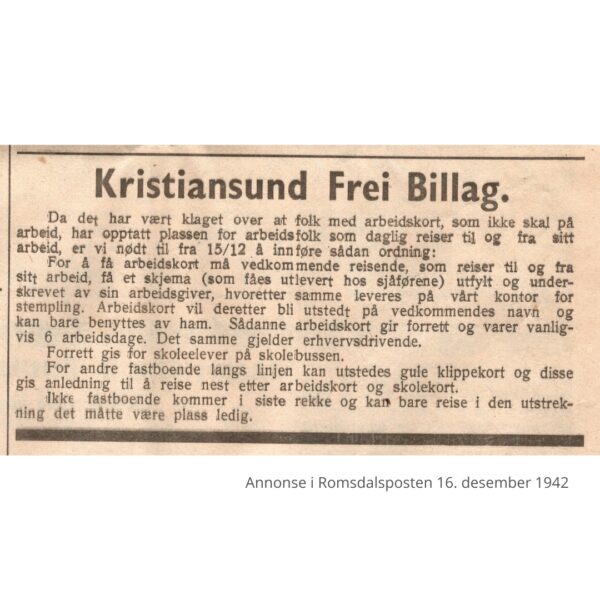 Kristiansund Frei Billag.
Da det har vært klaget over at folk med arbeidskort, som ikke skal på
arbeid, har opptatt plassen for arbeidsfolk som daglig reiser til og fra sitt
arbeid, er vi nødt til fra 15/12 å innføre sådan ordning:
For å få arbeidskort må vedkommende reisende, som reiser til og fra
sitt arbeid, få et skjema (som fåes utlevert hos sjåførene) utfylt og under-
skrevet av sin arbeidsgiver, hvoretter samme leveres på vårt kontor for
stempling. Arbeidskort vil deretter bli utstedt på vedkommendes navn og
kan bare benyttes av ham. Sådanne arbeidskort gir forrett og varer vanlig-
vis 6 arbeidsdage. Det samme gjelder erhvervsdrivende.
Forrett gis for skoleelever på skolebussen.
For andre fastboende langs linjen kan utstedes gule klippekort og disse
gis anledning til å reise nest etter arbeidskort og skolekort.
Ikke fastboende kommer i siste rekke og kan bare reise i den utstrek-
ning det måtte være plass ledig.
Annonse i Romsdalsposten 16. desember 1942